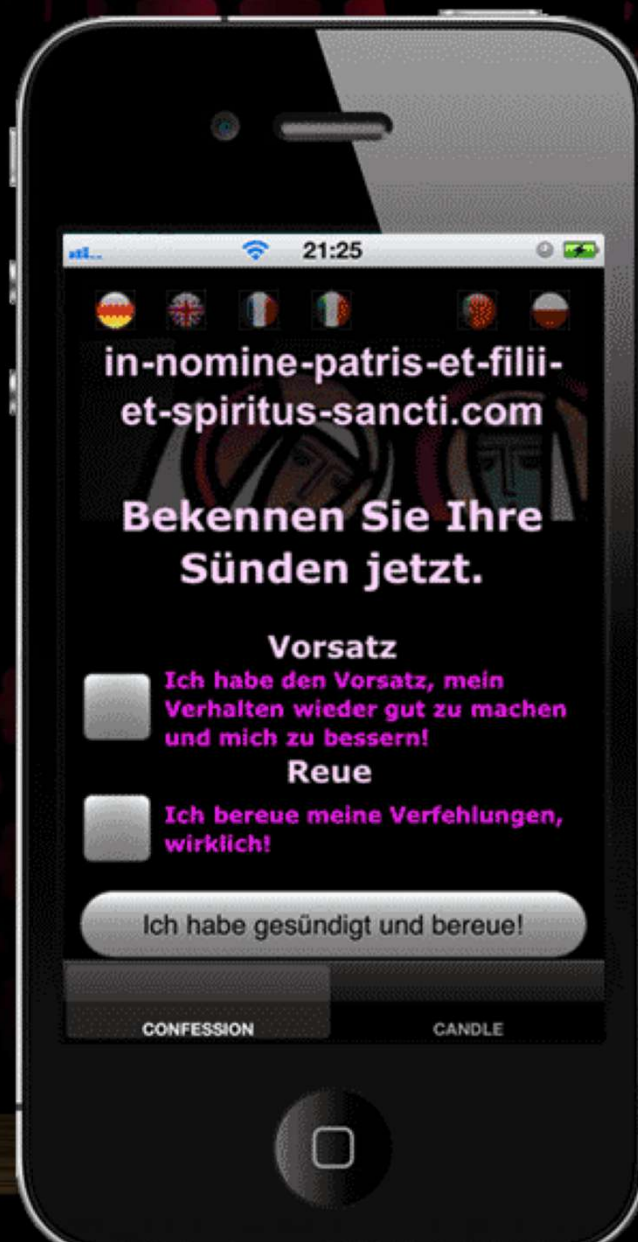 21:25
in-nomine-patris-et-filii-
et-spiritus-sancti.com
Bekennen Sie Ihre
Sünden jetzt.
Vorsatz
Ich habe den Vorsatz, mein
Verhalten wieder gut zu machen
und mich zu bessern!
Reue
Ich bereue meine Verfehlungen,
wirklich!
Ich habe gesündigt und bereue!
CONFESSION CANDLE